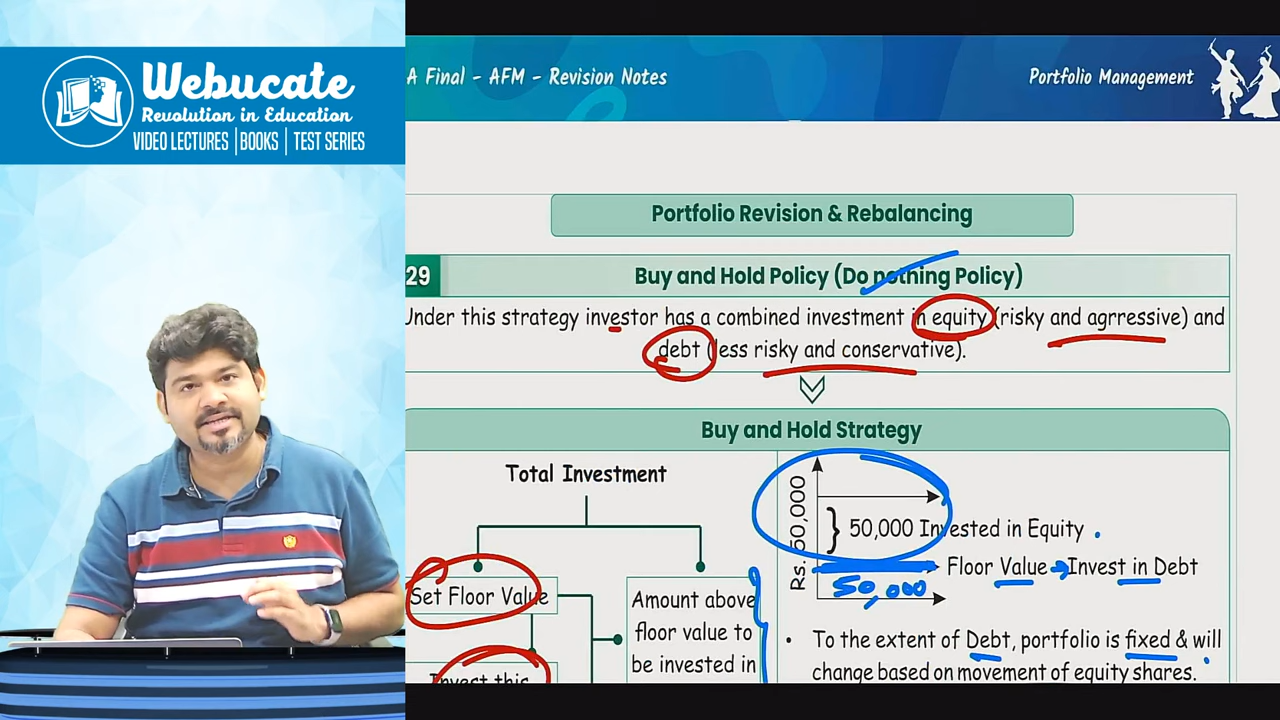 Webucate
Revolution in Education
VIDEO LECTURES | BOOKS | TEST SERIES
A Final - AFM - Revision Notes
Portfolio Management
Portfolio Revision & Rebalancing
29
Buy and Hold Policy (Do nothing Policy)
Under this strategy investor has a combined investment in equity (risky and agrressive) and
debt (less risky and conservative).
Buy and Hold Strategy
Total Investment
Set Floor Value
Invest this
Amount above
floor value to
be invested in
50,000 Invested in Equity
Floor Value Invest in Debt
50,000
• To the extent of Debt, portfolio is fixed & will
change based on movement of equity shares.